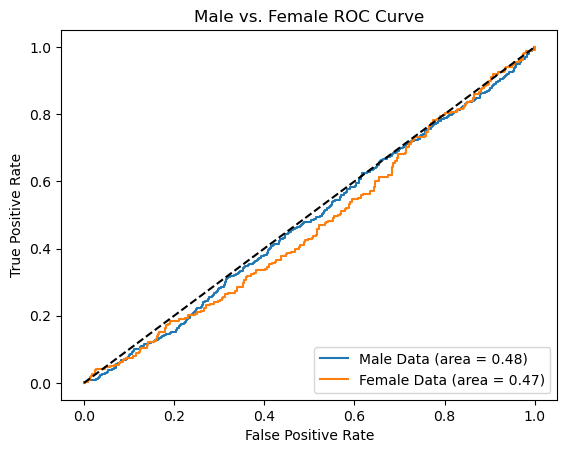 Male vs. Female ROC Curve
True Positive Rate
1.0
0.8
0.6
0.4
0.2
0.0
Male Data (area = 0.48)
Female Data (area = 0.47)
0.0 0.2 0.4 0.6 0.8 1.0
False Positive Rate